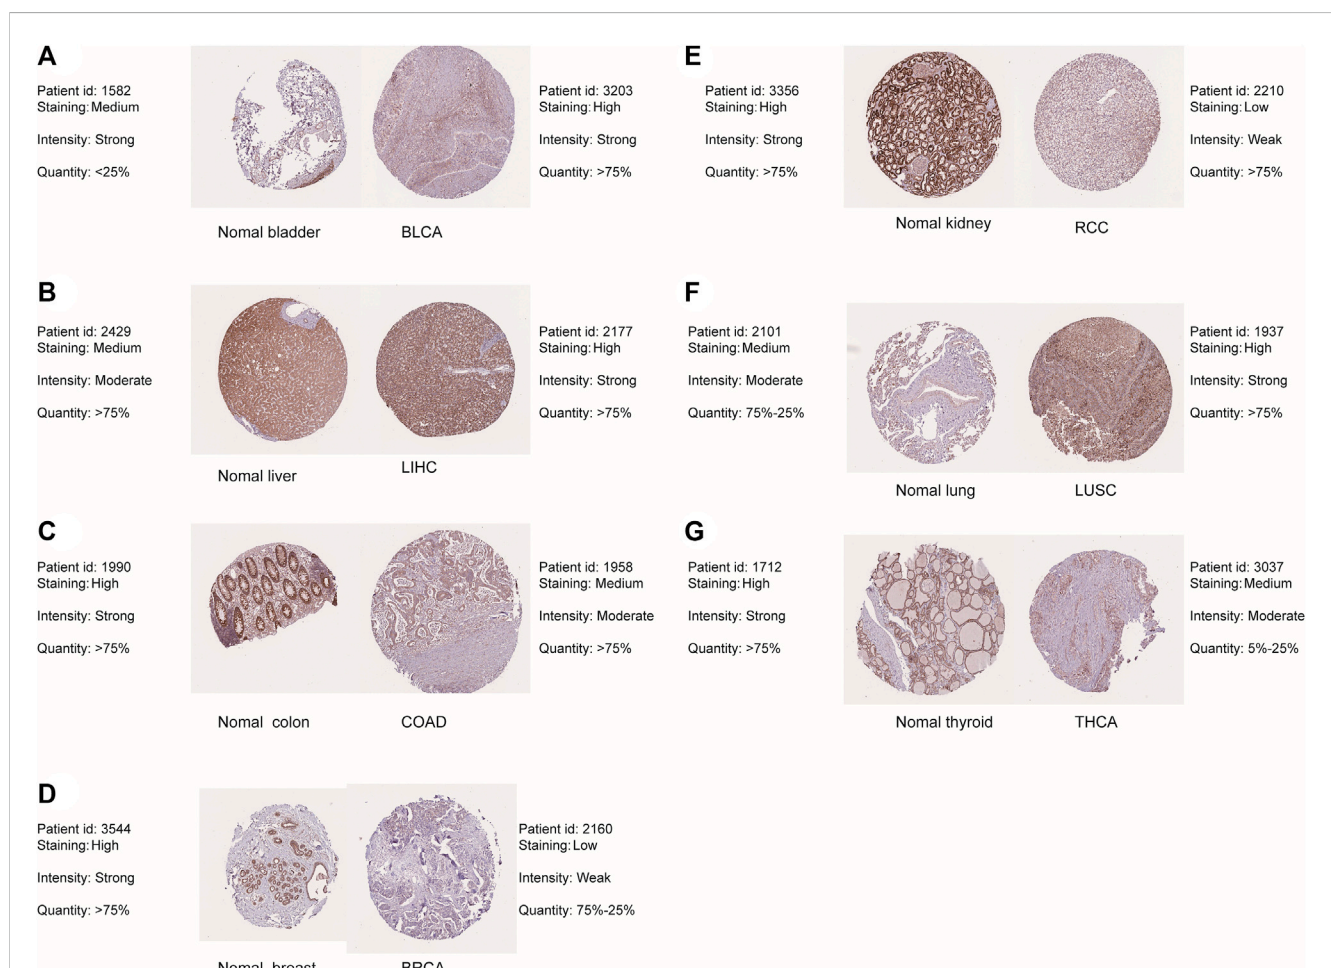 A
Patient id: 1582
Staining: Medium
Intensity: Strong
Quantity: <25%
Nomal bladder
BLCA
Patient id: 3203
Staining: High
Intensity: Strong
Quantity: >75%
B
Patient id: 2429
Staining: Medium
Intensity: Moderate
Quantity: >75%
Nomal liver
LIHC
Patient id: 2177
Staining: High
Intensity: Strong
Quantity: >75%
C
Patient id: 1990
Staining: High
Intensity: Strong
Quantity: >75%
Nomal colon
COAD
Patient id: 1958
Staining: Medium
Intensity: Moderate
Quantity: >75%
D
Patient id: 3544
Staining: High
Intensity: Strong
Quantity: >75%
Nomal breast
BRCA
Patient id: 2160
Staining: Low
Intensity: Weak
Quantity: 75%-25%
E
Patient id: 3356
Staining: High
Intensity: Strong
Quantity: >75%
Nomal kidney
RCC
Patient id: 2210
Staining: Low
Intensity: Weak
Quantity: >75%
F
Patient id: 2101
Staining: Medium
Intensity: Moderate
Quantity: 75%-25%
Nomal lung
LUSC
Patient id: 1937
Staining: High
Intensity: Strong
Quantity: >75%
G
Patient id: 1712
Staining: High
Intensity: Strong
Quantity: >75%
Nomal thyroid
THCA
Patient id: 3037
Staining: Medium
Intensity: Moderate
Quantity: 5%-25%